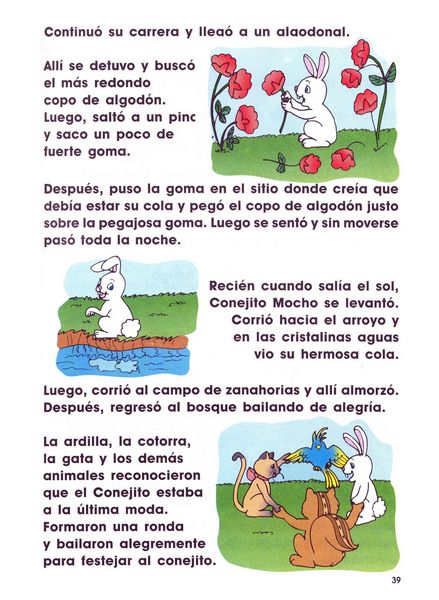 Continuó su carrera y lleaó a un alaodonal.
Allí se detuvo y buscó
el más redondo
copo de algodón.
Luego, saltó a un pino
y saco un poco de
fuerte goma.
Después, puso la goma en el sitio donde creía que
debía estar su cola y pegó el copo de algodón justo
sobre la pegajosa goma. Luego se sentó y sin moverse
pasó toda la noche.
Recién cuando salía el sol,
Conejito Mocho se levantó.
Corrió hacia el arroyo y
en las cristalinas aguas
vio su hermosa cola.
Luego, corrió al campo de zanahorias y allí almorzó.
Después, regresó al bosque bailando de alegría.
La ardilla, la cotorra,
la gata y los demás
animales reconocieron
que el Conejito estaba
a la última moda.
Formaron una ronda
y bailaron alegremente
para festejar al conejito.
39